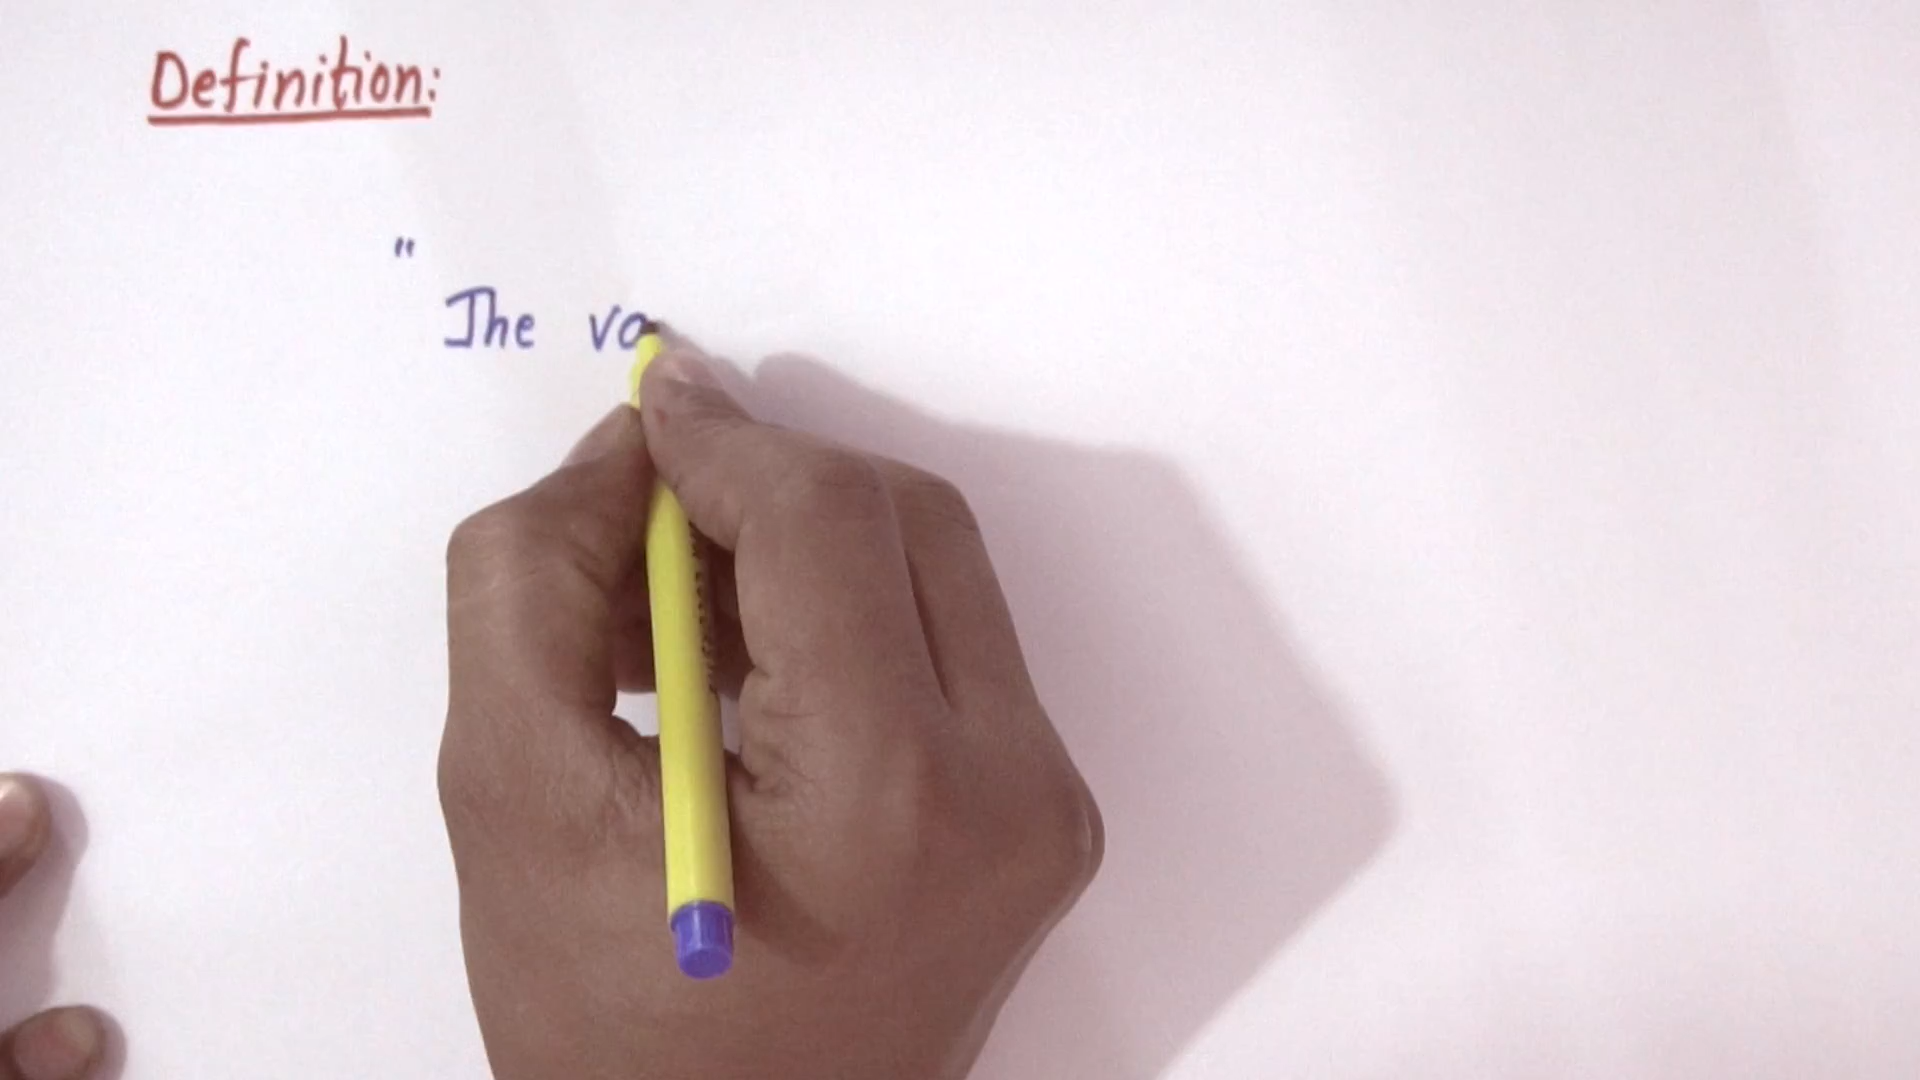 Definition:
"
The va